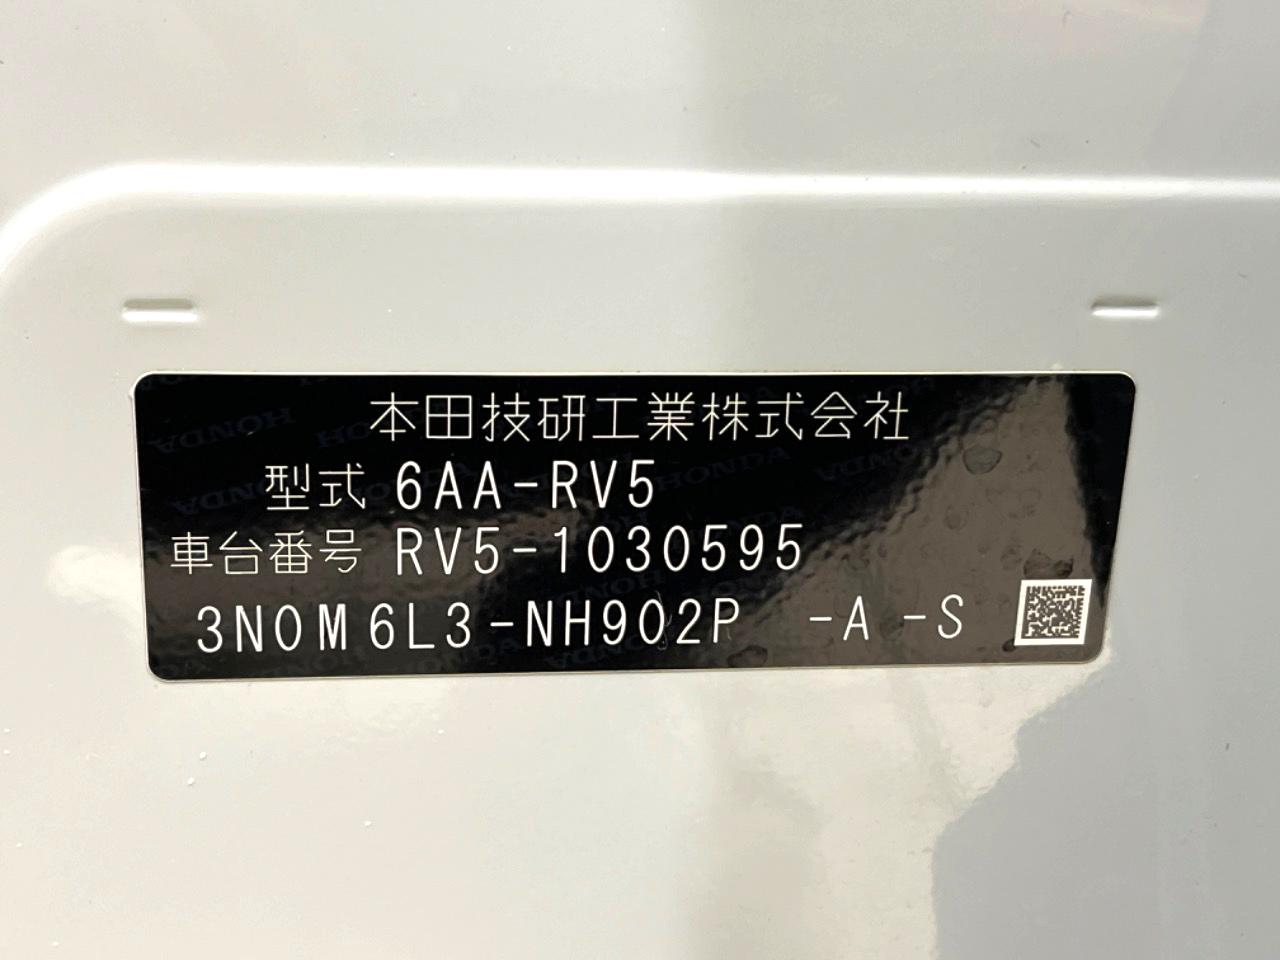 本田技研工業株式会社
型式 6AA-RV5
車台番号 RV5-1030595
3N0M6L3-NH902P -A -S